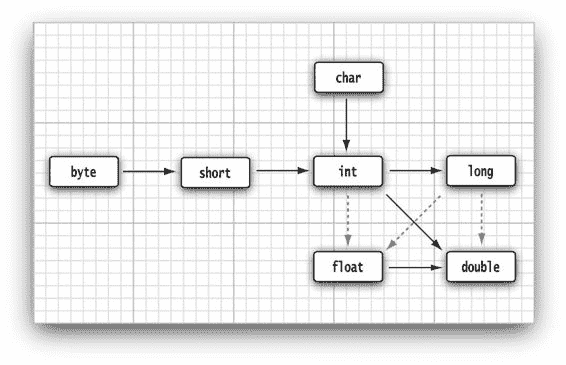 char
byte
short
int
long
float
double